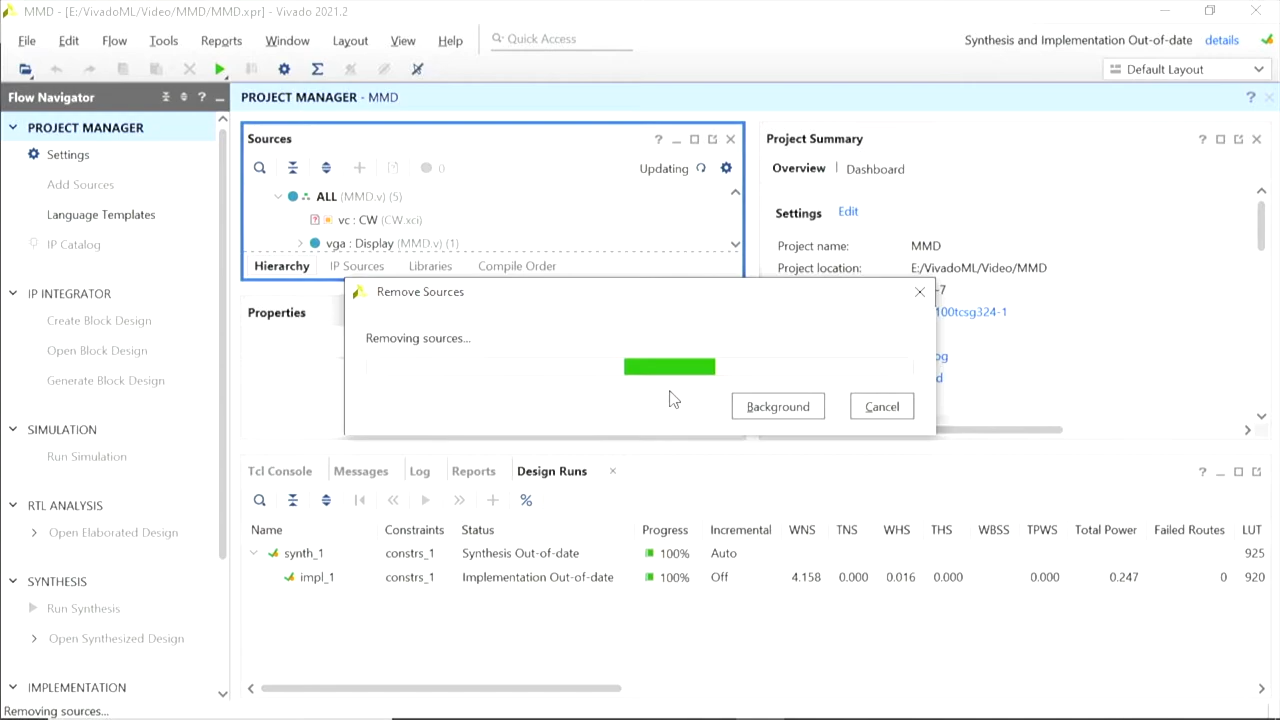 MMD - [E:/VivadoML/Video/MMD/MMD.xpr] - Vivado 2021.2
File Edit Flow Tools Reports Window Layout View Help
Quick Access
Synthesis and Implementation Out-of-date details
Default Layout
Flow Navigator
PROJECT MANAGER - MMD
PROJECT MANAGER
Settings
Add Sources
Language Templates
IP Catalog
IP INTEGRATOR
Create Block Design
Open Block Design
Generate Block Design
SIMULATION
Run Simulation
RTL ANALYSIS
Open Elaborated Design
SYNTHESIS
Run Synthesis
Open Synthesized Design
IMPLEMENTATION
Sources
0
Updating
ALL (MMD.v) (5)
vc : CW (CW.xci)
vga : Display (MMD.v) (1)
Hierarchy IP Sources Libraries Compile Order
Properties
Project Summary
Overview Dashboard
Settings Edit
Project name: MMD
Project location: E:/VivadoML/Video/MMD
-7
100tcsg324-1
og
d
Remove Sources
Removing sources...
Background Cancel
Tcl Console Messages Log Reports Design Runs
Name Constraints Status Progress Incremental WNS TNS WHS THS WBSS TPWS Total Power Failed Routes LUT
synth_1 constrs_1 Synthesis Out-of-date 100% Auto 925
impl_1 constrs_1 Implementation Out-of-date 100% Off 4.158 0.000 0.016 0.000 0.000 0.247 0 920
Removing sources...